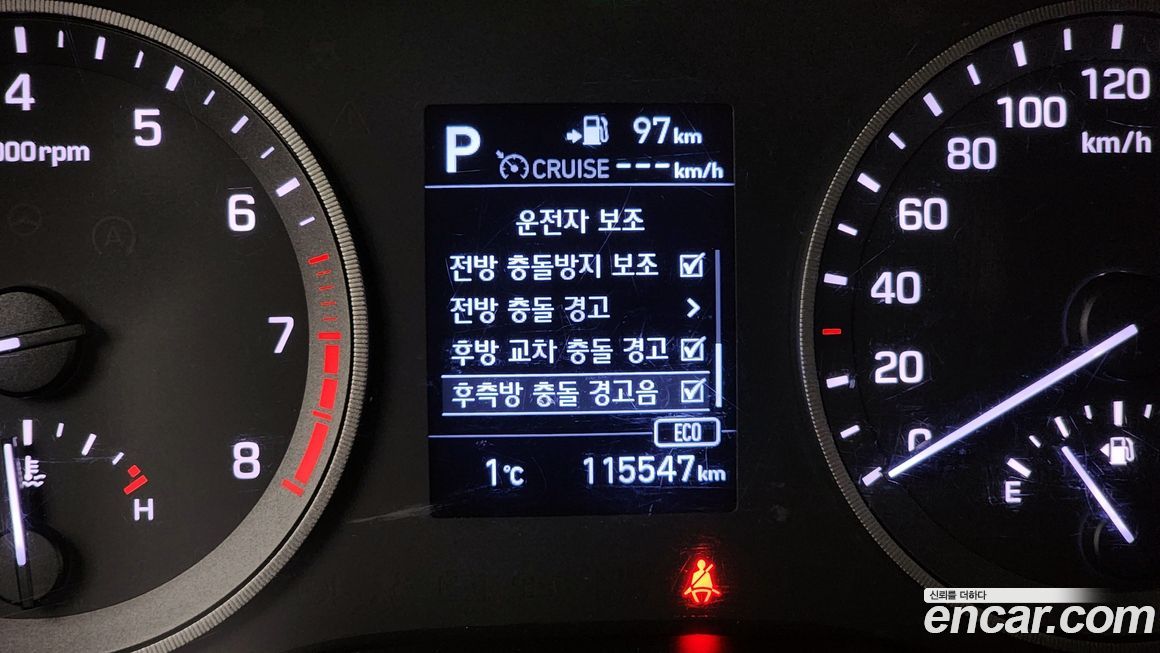 4
5
6
7
8
000rpm
H
P
97km
CRUISE ---km/h
운전자 보조
전방 충돌방지 보조
전방 충돌 경고 >
후방 교차 충돌 경고
후측방 충돌 경고음
ECO
1°C 115547km
120
100
80
60
40
20
0
km/h
E
신뢰를 더하다
encar.com